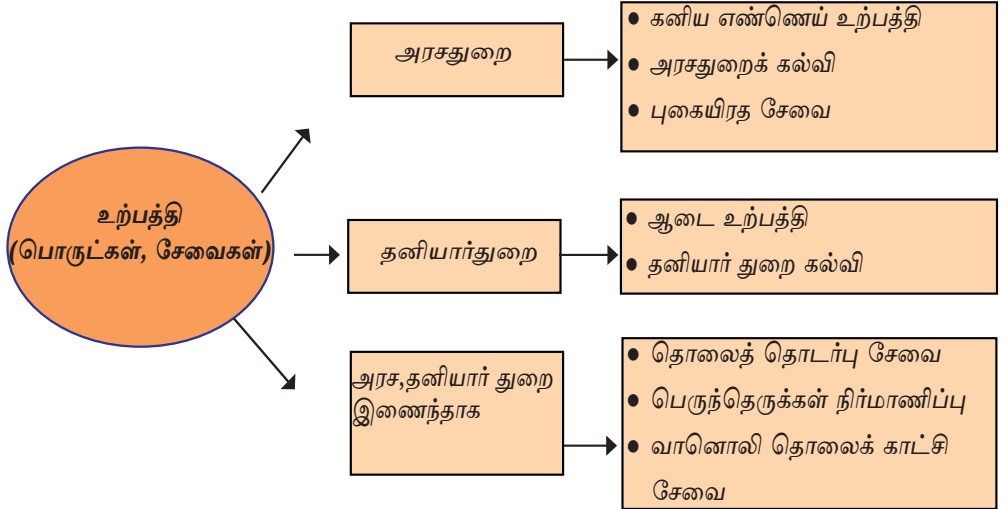 உற்பத்தி
(பொருட்கள், சேவைகள்)
அரசதுறை
● கனிய எண்ணெய் உற்பத்தி
● அரசதுறைக் கல்வி
● புகையிரத சேவை
தனியார்துறை
● ஆடை உற்பத்தி
● தனியார் துறை கல்வி
அரச,தனியார் துறை
இணைந்தாக
● தொலைத் தொடர்பு சேவை
● பெருந்தெருக்கள் நிர்மாணிப்பு
● வானொலி தொலைக் காட்சி
சேவை